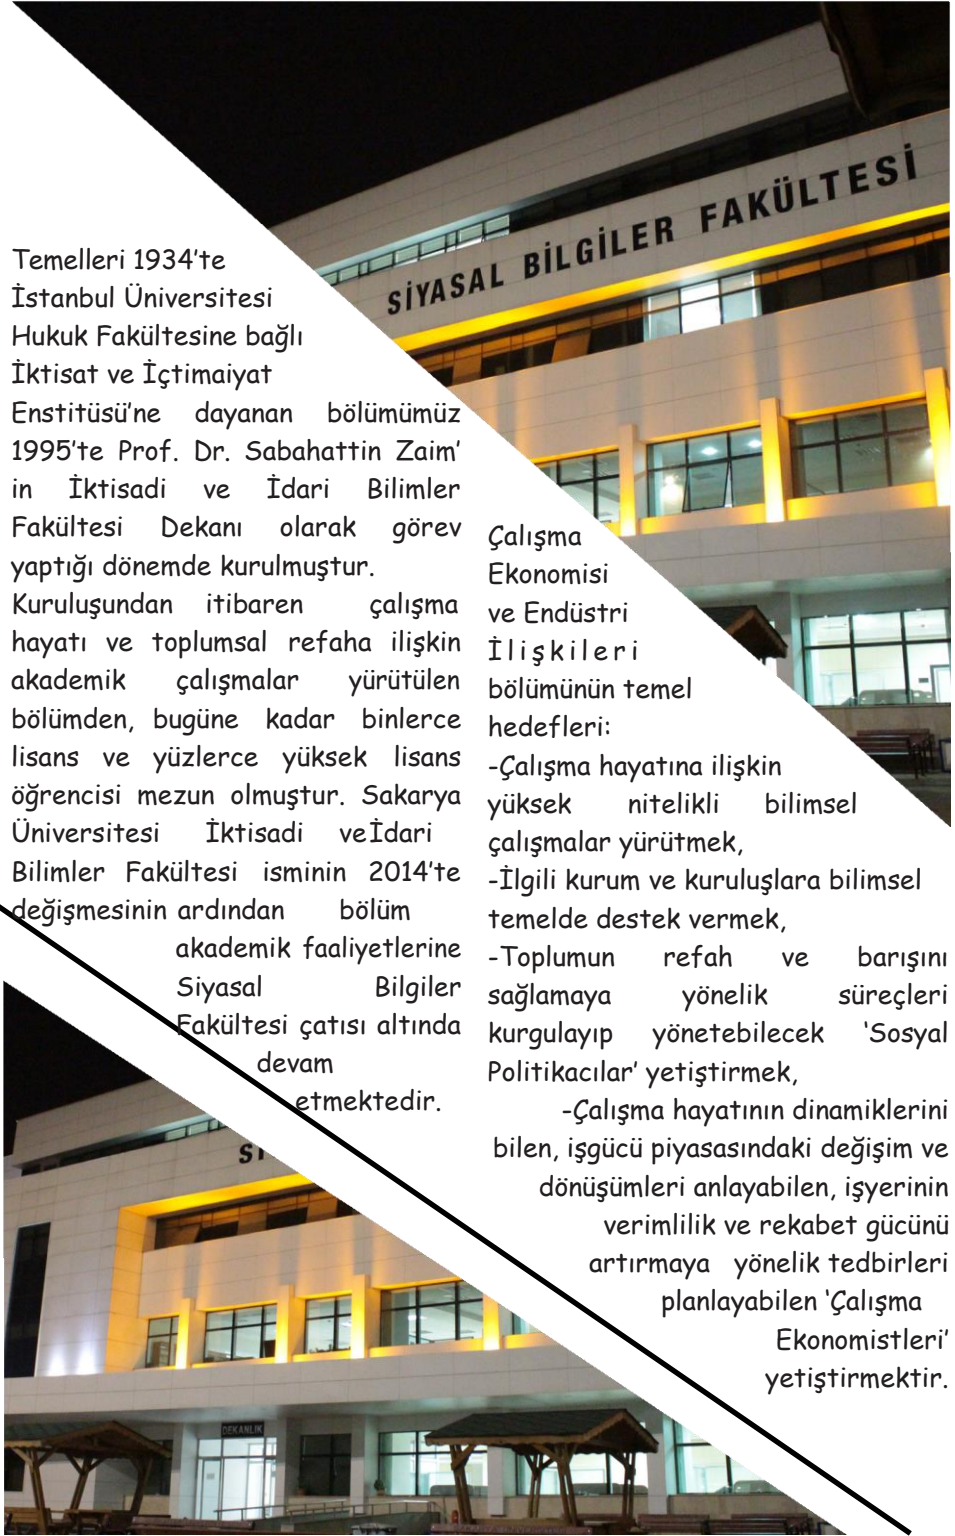 SİYASAL BİLGİLER FAKÜLTESİ
Temelleri 1934’te
İstanbul Üniversitesi
Hukuk Fakültesine bağlı
İktisat ve İçtimaiyat
Enstitüsü’ne dayanan bölümümüz
1995’te Prof. Dr. Sabahattin Zaim’
in İktisadi ve İdari Bilimler
Fakültesi Dekanı olarak görev
yaptığı dönemde kurulmuştur.
Kuruluşundan itibaren çalışma
hayatı ve toplumsal refaha ilişkin
akademik çalışmalar yürütülen
bölümden, bugüne kadar binlerce
lisans ve yüzlerce yüksek lisans
öğrencisi mezun olmuştur. Sakarya
Üniversitesi İktisadi veİdari
Bilimler Fakültesi isminin 2014’te
değişmesinin ardından bölüm
akademik faaliyetlerine
Siyasal Bilgiler
Fakültesi çatısı altında
devam
etmektedir.
Çalışma
Ekonomisi
ve Endüstri
İlişkileri
bölümünün temel
hedefleri:
-Çalışma hayatına ilişkin
yüksek nitelikli bilimsel
çalışmalar yürütmek,
-İlgili kurum ve kuruluşlara bilimsel
temelde destek vermek,
-Toplumun refah ve barışını
sağlamaya yönelik süreçleri
kurgulayıp yönetebilecek ‘Sosyal
Politikacılar’ yetiştirmek,
-Çalışma hayatının dinamiklerini
bilen, işgücü piyasasındaki değişim ve
dönüşümleri anlayabilen, işyerinin
verimlilik ve rekabet gücünü
artırmaya yönelik tedbirleri
planlayabilen ‘Çalışma
Ekonomistleri’
yetiştirmektir.
DEKANLIK